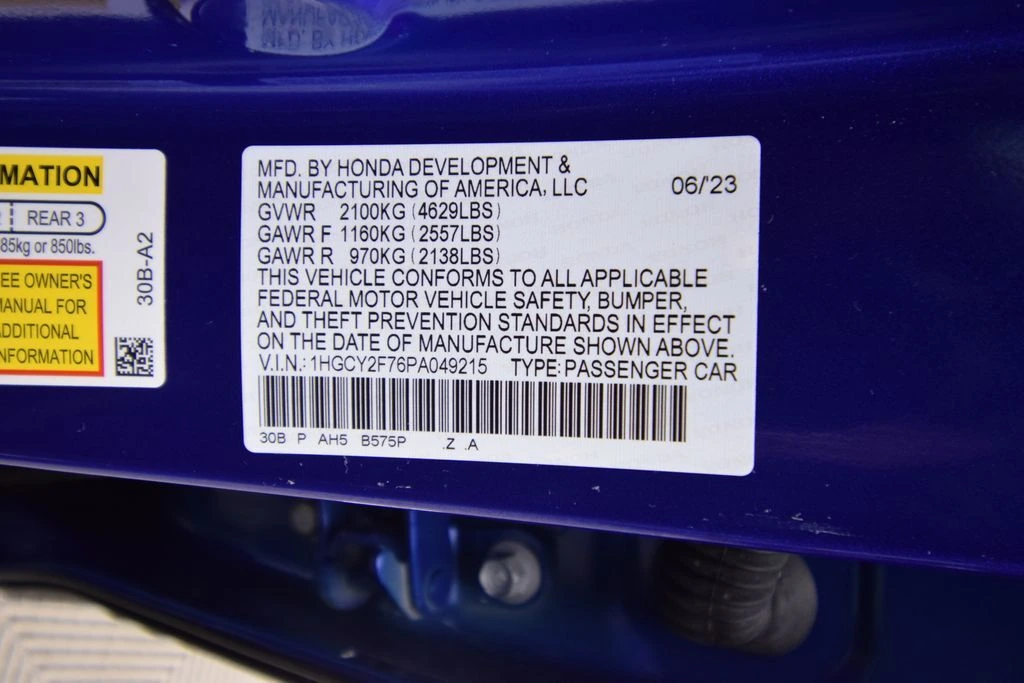 MATION
REAR 3
85kg or 850lbs.
EE OWNER'S
MANUAL FOR
ADDITIONAL
INFORMATION
30B-A2
MFD. BY HONDA DEVELOPMENT &
MANUFACTURING OF AMERICA, LLC 06/'23
GVWR 2100KG (4629LBS)
GAWR F 1160KG (2557LBS)
GAWR R 970KG (2138LBS)
THIS VEHICLE CONFORMS TO ALL APPLICABLE
FEDERAL MOTOR VEHICLE SAFETY, BUMPER,
AND THEFT PREVENTION STANDARDS IN EFFECT
ON THE DATE OF MANUFACTURE SHOWN ABOVE.
V.I.N.: 1HGCY2F76PA049215 TYPE: PASSENGER CAR
30B P AH5 B575P .Z .A